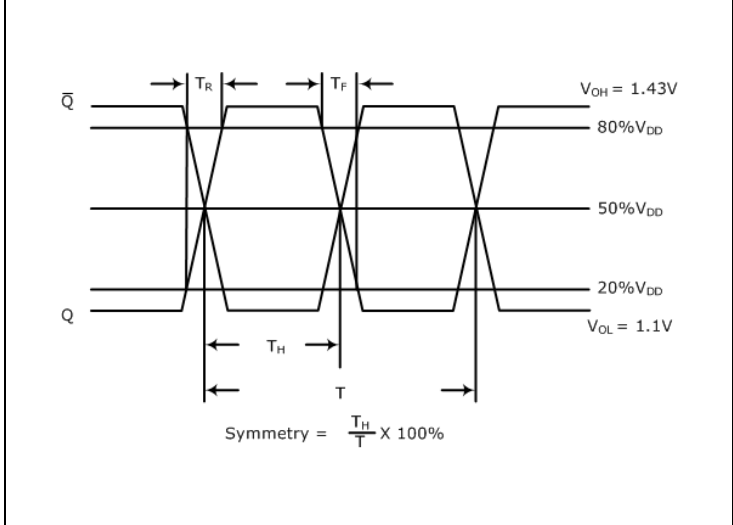 T_R
T_F
Q̅
V_OH = 1.43V
80%V_DD
50%V_DD
20%V_DD
Q
V_OL = 1.1V
T_H
T
Symmetry = T_H/T X 100%